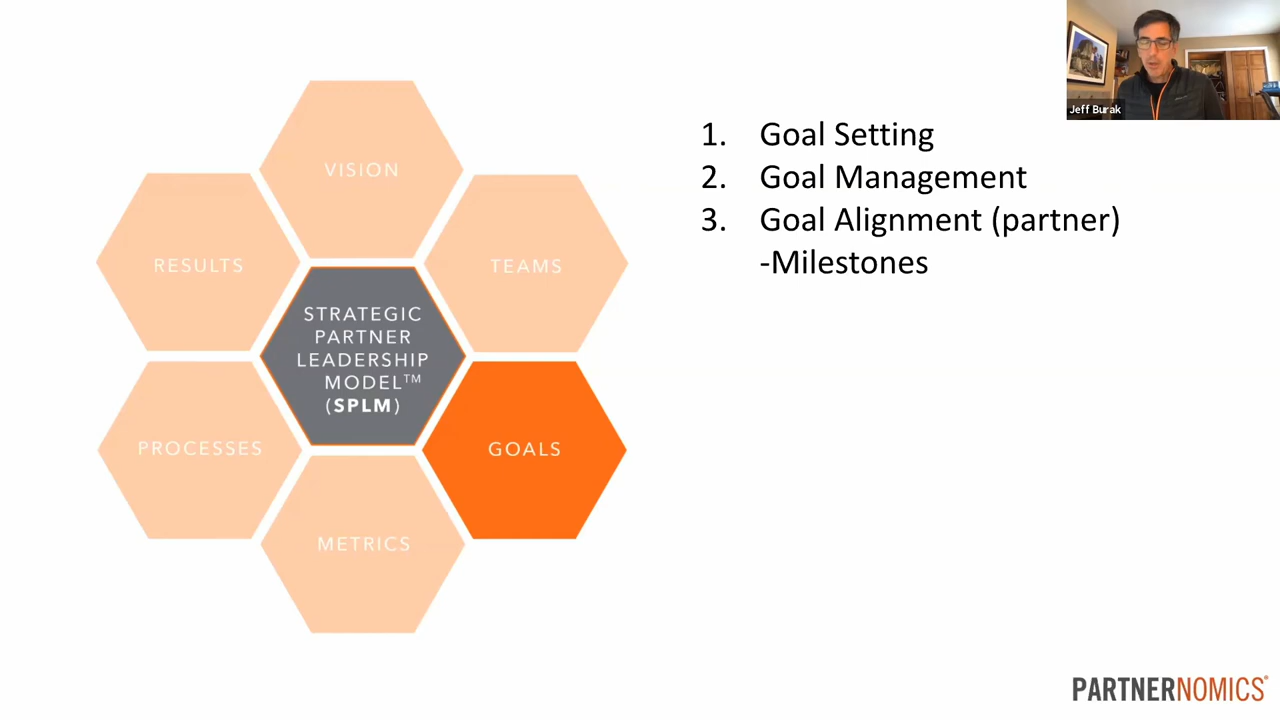 Jeff Burak
VISION
RESULTS
TEAMS
STRATEGIC
PARTNER
LEADERSHIP
MODEL™
(SPLM)
PROCESSES
GOALS
METRICS
1. Goal Setting
2. Goal Management
3. Goal Alignment (partner)
-Milestones
PARTNERNOMICS®